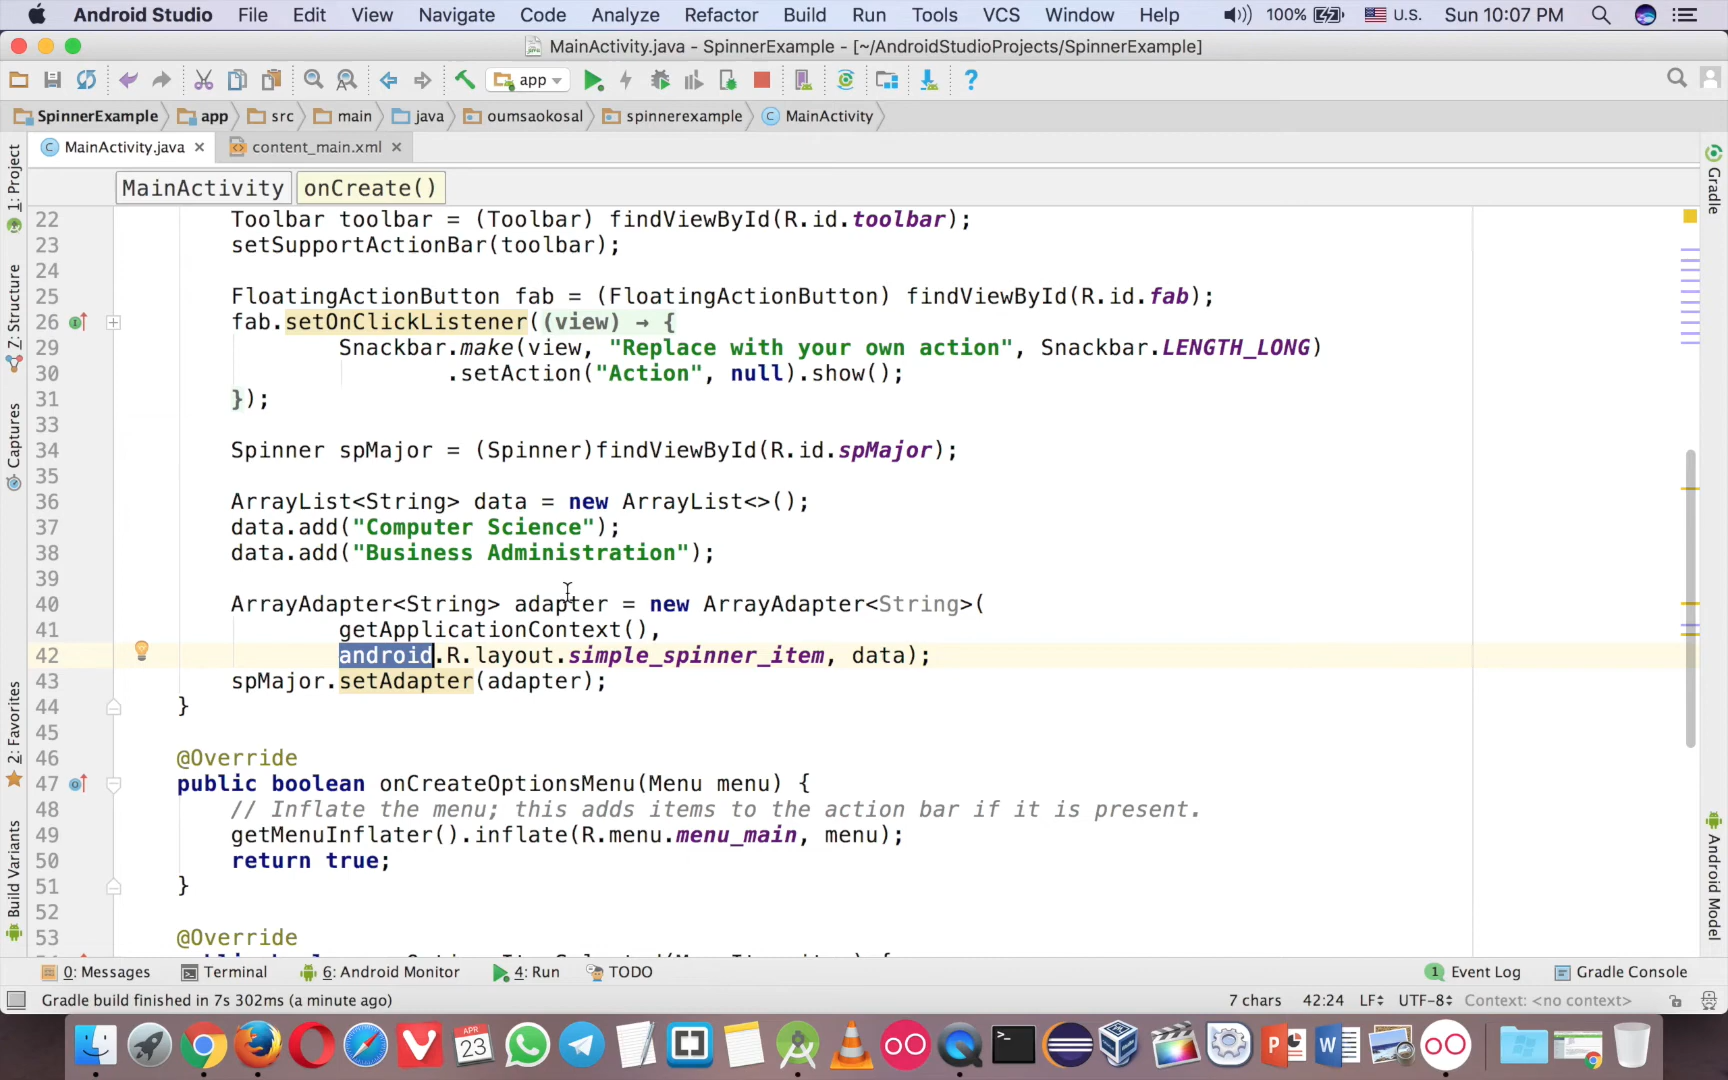 Android Studio File Edit View Navigate Code Analyze Refactor Build Run Tools VCS Window Help 100% U.S. Sun 10:07 PM
MainActivity.java - SpinnerExample - [~/AndroidStudioProjects/SpinnerExample]
app
SpinnerExample app src main java oumsaokosal spinnerexample MainActivity
MainActivity.java content_main.xml
MainActivity onCreate()
22 Toolbar toolbar = (Toolbar) findViewById(R.id.toolbar);
23 setSupportActionBar(toolbar);
24
25 FloatingActionButton fab = (FloatingActionButton) findViewById(R.id.fab);
26 fab.setOnClickListener((view) → {
29 Snackbar.make(view, "Replace with your own action", Snackbar.LENGTH_LONG)
30 .setAction("Action", null).show();
31 });
33
34 Spinner spMajor = (Spinner)findViewById(R.id.spMajor);
35
36 ArrayList<String> data = new ArrayList<>();
37 data.add("Computer Science");
38 data.add("Business Administration");
39
40 ArrayAdapter<String> adapter = new ArrayAdapter<String>(
41 getApplicationContext(),
42 android.R.layout.simple_spinner_item, data);
43 spMajor.setAdapter(adapter);
44 }
45
46 @Override
47 public boolean onCreateOptionsMenu(Menu menu) {
48 // Inflate the menu; this adds items to the action bar if it is present.
49 getMenuInflater().inflate(R.menu.menu_main, menu);
50 return true;
51 }
52
53 @Override
1: Project
7: Structure
Captures
2: Favorites
Build Variants
Gradle
Android Model
0: Messages Terminal 6: Android Monitor 4: Run TODO 1 Event Log Gradle Console
Gradle build finished in 7s 302ms (a minute ago) 7 chars 42:24 LF UTF-8 Context: <no context>
APR
23